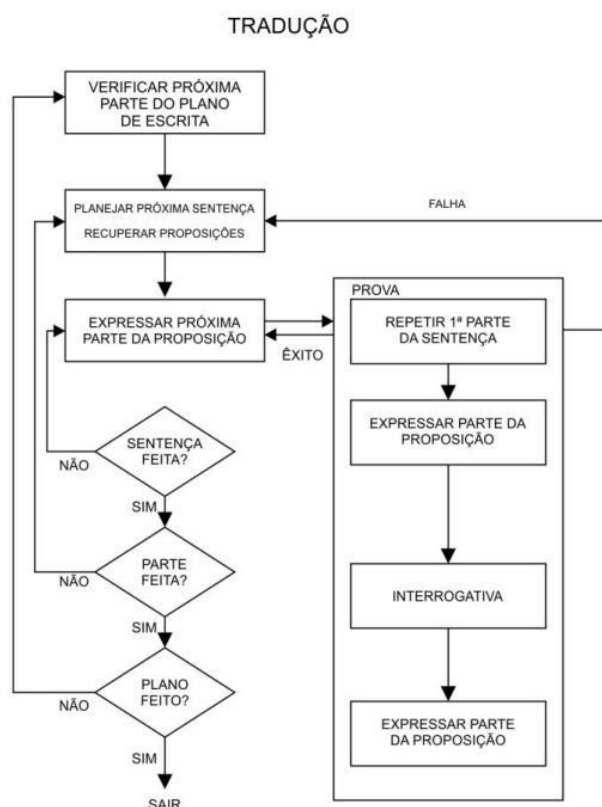 TRADUÇÃO
VERIFICAR PRÓXIMA
PARTE DO PLANO
DE ESCRITA
PLANEJAR PRÓXIMA SENTENÇA
RECUPERAR PROPOSIÇÕES
FALHA
EXPRESSAR PRÓXIMA
PARTE DA PROPOSIÇÃO
ÊXITO
PROVA
REPETIR 1ª PARTE
DA SENTENÇA
EXPRESSAR PARTE DA
PROPOSIÇÃO
INTERROGATIVA
EXPRESSAR PARTE
DA PROPOSIÇÃO
SENTENÇA
FEITA?
NÃO
SIM
PARTE
FEITA?
NÃO
SIM
PLANO
FEITO?
NÃO
SIM
SAIR